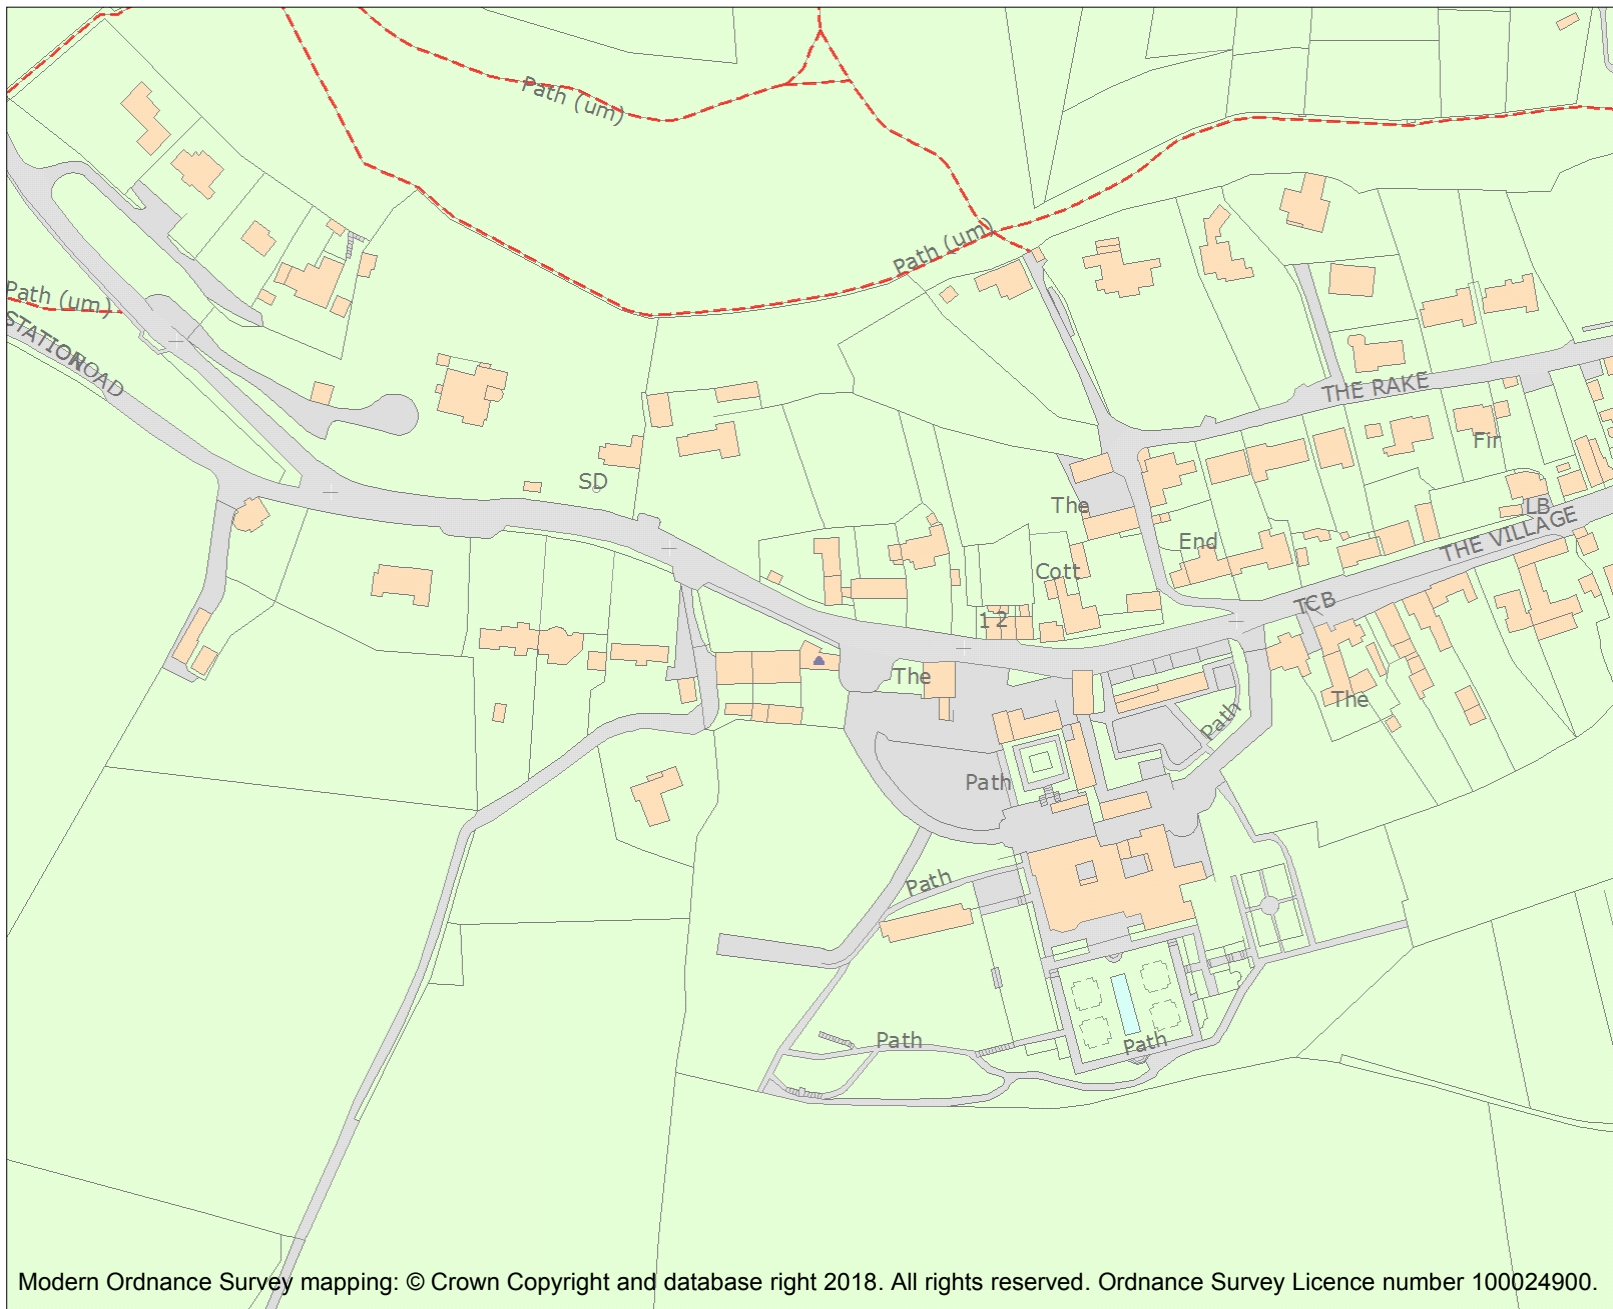 Path (um)
Path (um)
Path (um)
STATION
ROAD
THE RAKE
Fir
SD
The
LB
THE VILLAGE
End
Cott
TCB
1 2
The
The
Path
Path
Path
Path
Path
Modern Ordnance Survey mapping: © Crown Copyright and database right 2018. All rights reserved. Ordnance Survey Licence number 100024900.